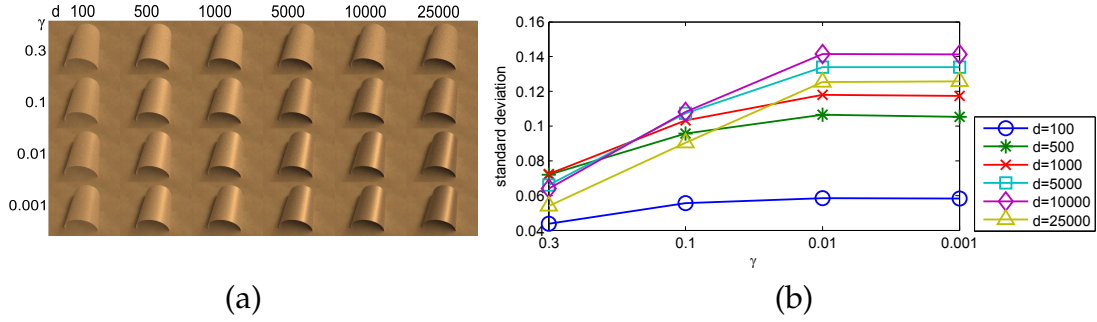 d 100 500 1000 5000 10000 25000
γ
0.3
0.1
0.01
0.001
(a)
0.16
0.14
0.12
0.1
0.08
0.06
0.04
standard deviation
0.3 0.1 0.01 0.001
γ
d=100
d=500
d=1000
d=5000
d=10000
d=25000
(b)